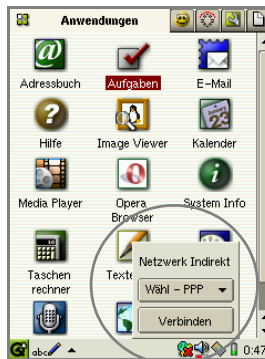 Anwendungen
Adressbuch Aufgaben E-Mail
Hilfe Image Viewer Kalender
Media Player Opera Browser System Info
Taschen
rechner
Netzwerk Indirekt
Wähl - PPP
Verbinden
abc
0:47